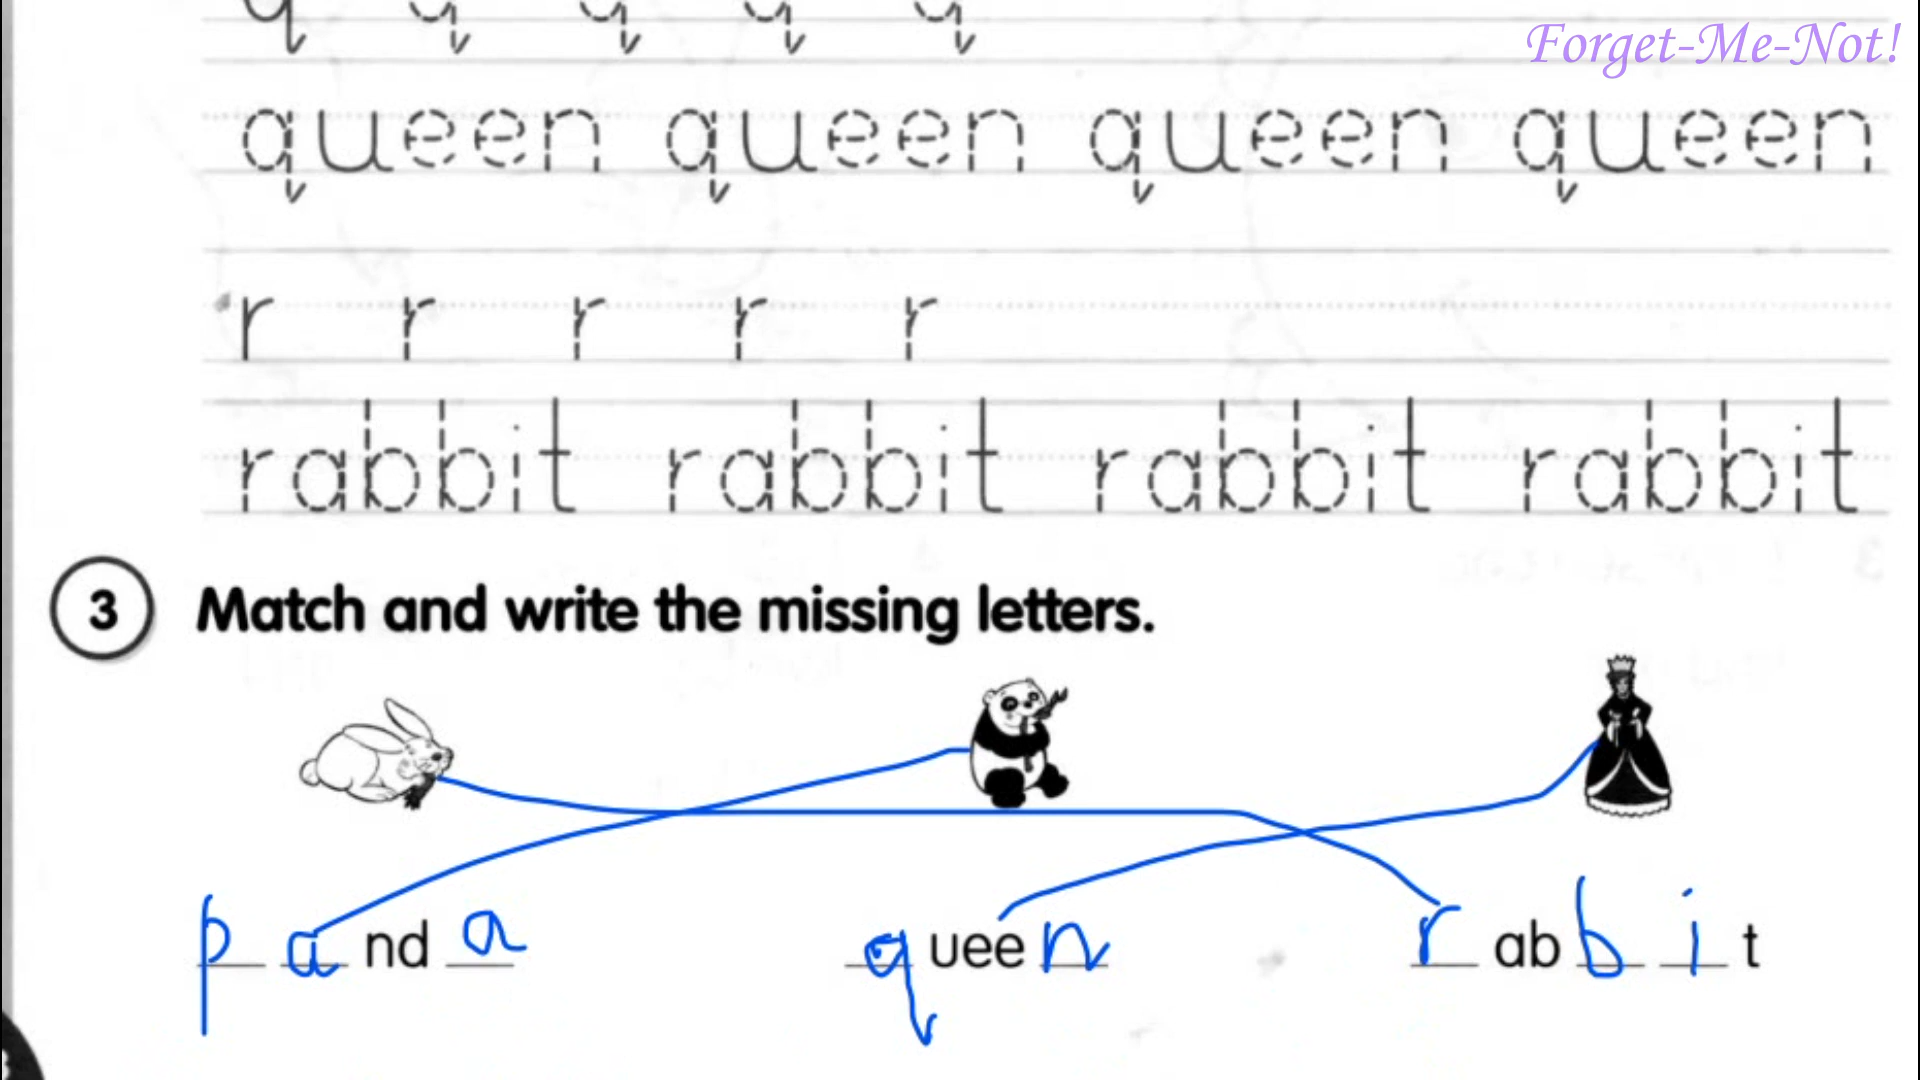 q q q q q
Forget-Me-Not!
queen queen queen queen
r r r r r
rabbit rabbit rabbit rabbit
3 Match and write the missing letters.
panda queen rabbit